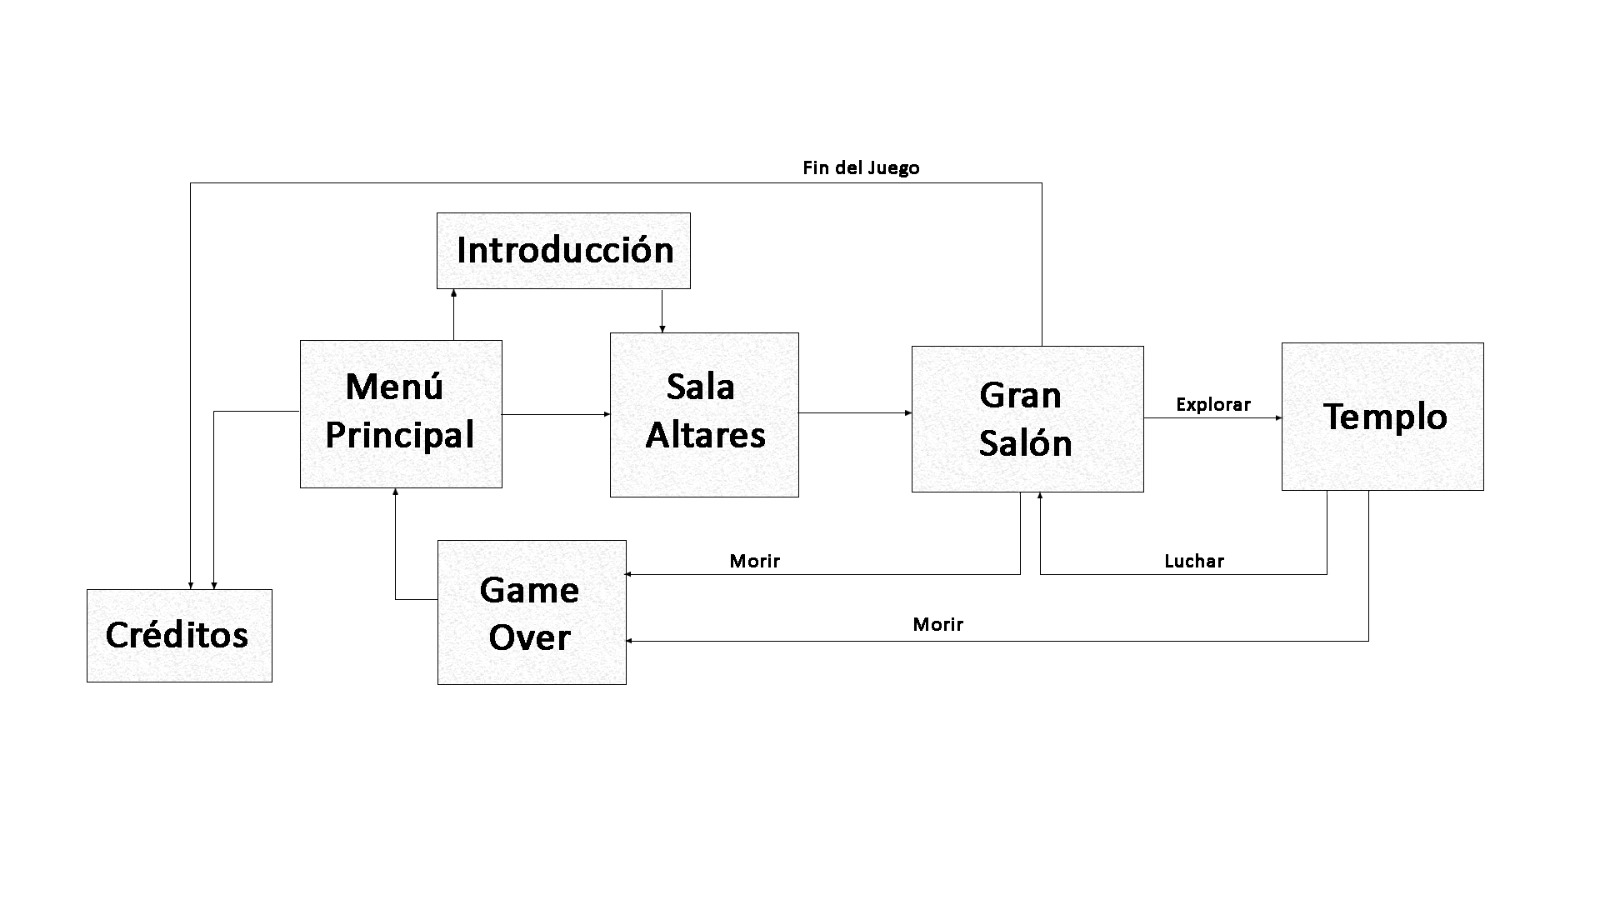 Fin del Juego
Introducción
Menú
Principal
Sala
Altares
Gran
Salón
Explorar
Templo
Créditos
Game
Over
Morir
Luchar
Morir